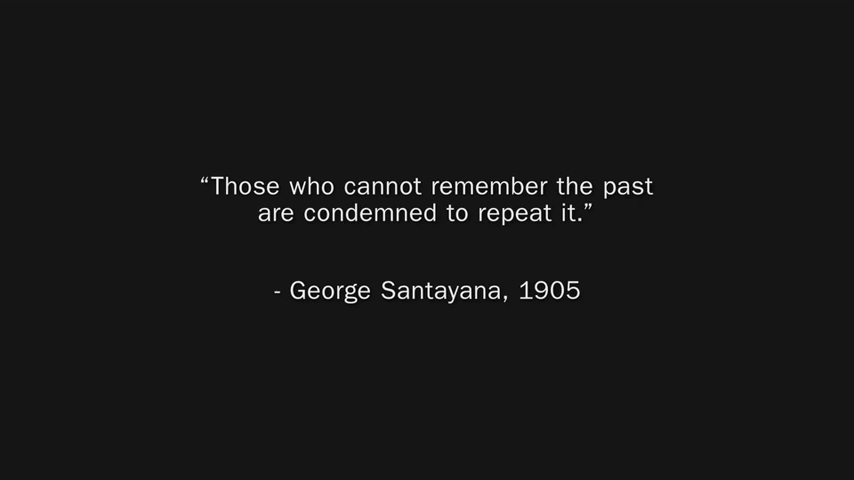 “Those who cannot remember the past
are condemned to repeat it.”
- George Santayana, 1905